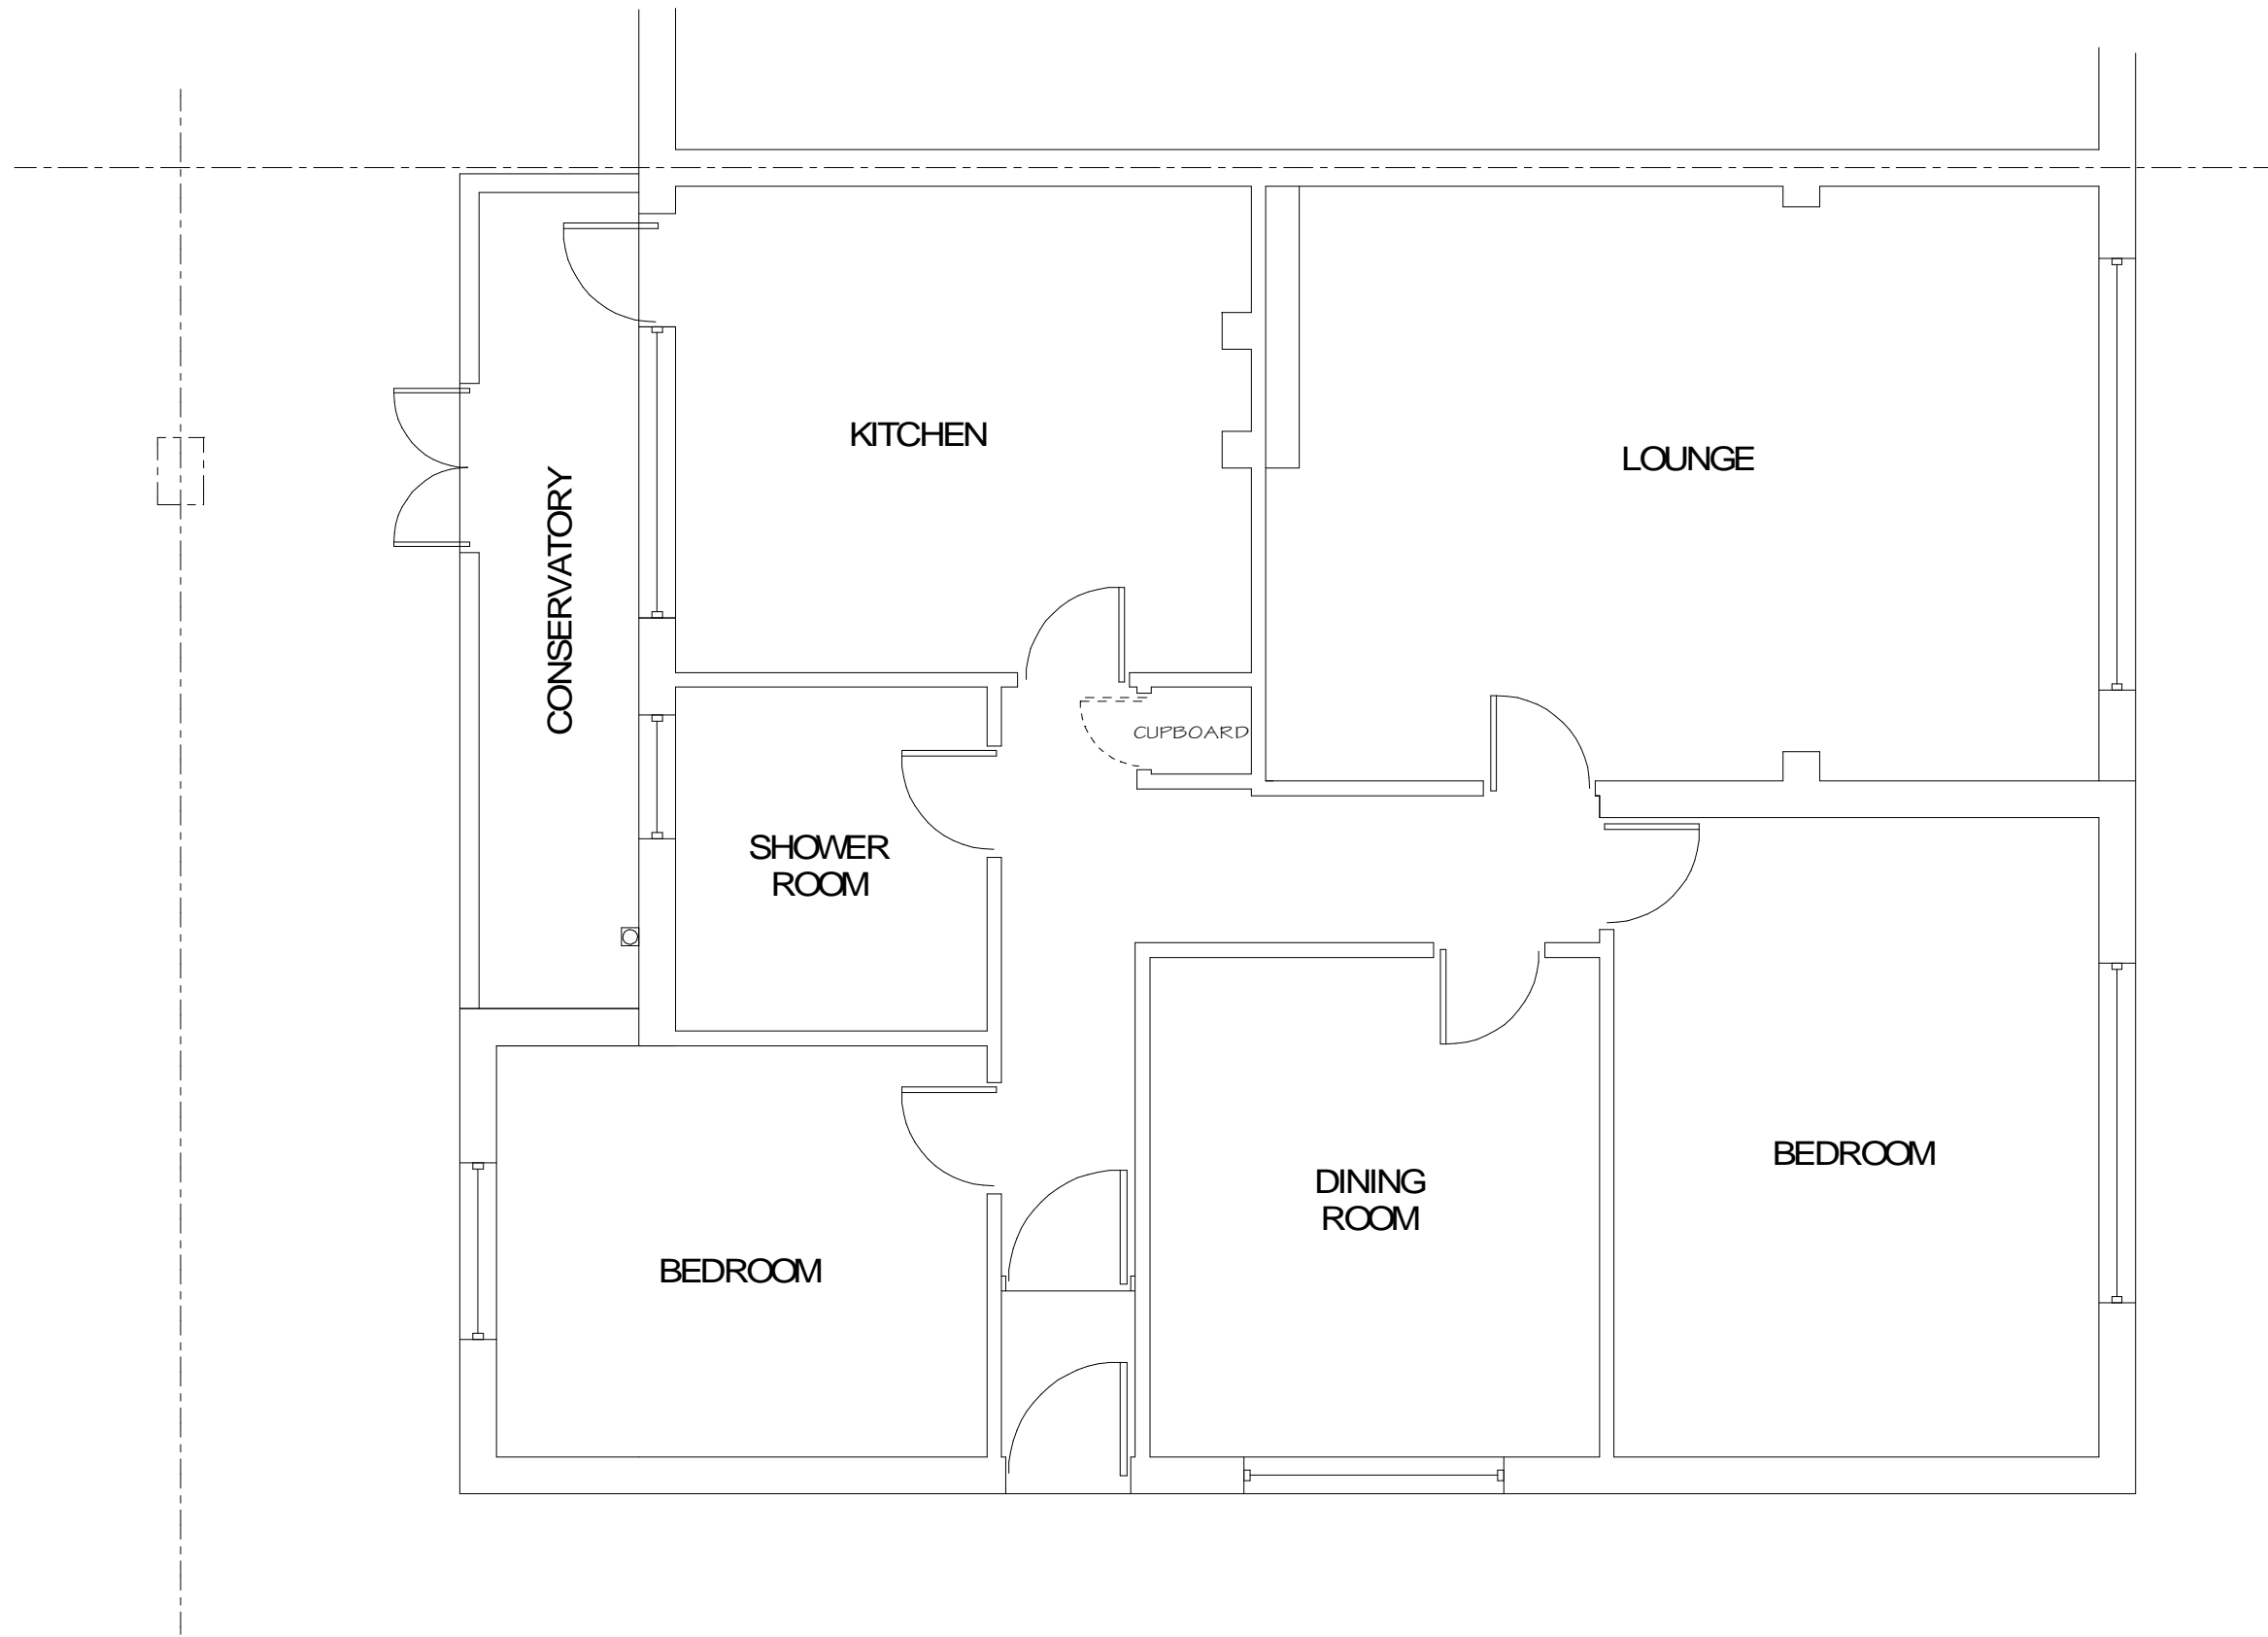 KITCHEN
LOUNGE
CONSERVATORY
CUPBOARD
SHOWER
ROOM
BEDROOM
DINING
ROOM
BEDROOM